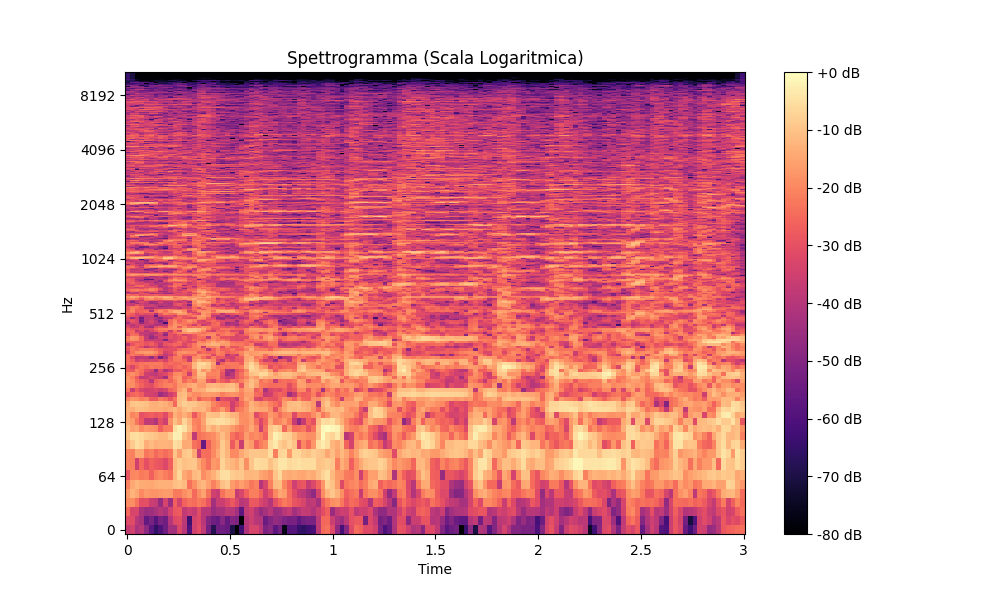 Spettrogramma (Scala Logaritmica)
8192
4096
2048
1024
512
256
128
64
0
Hz
0
0.5
1
1.5
2
2.5
3
Time
+0 dB
-10 dB
-20 dB
-30 dB
-40 dB
-50 dB
-60 dB
-70 dB
-80 dB